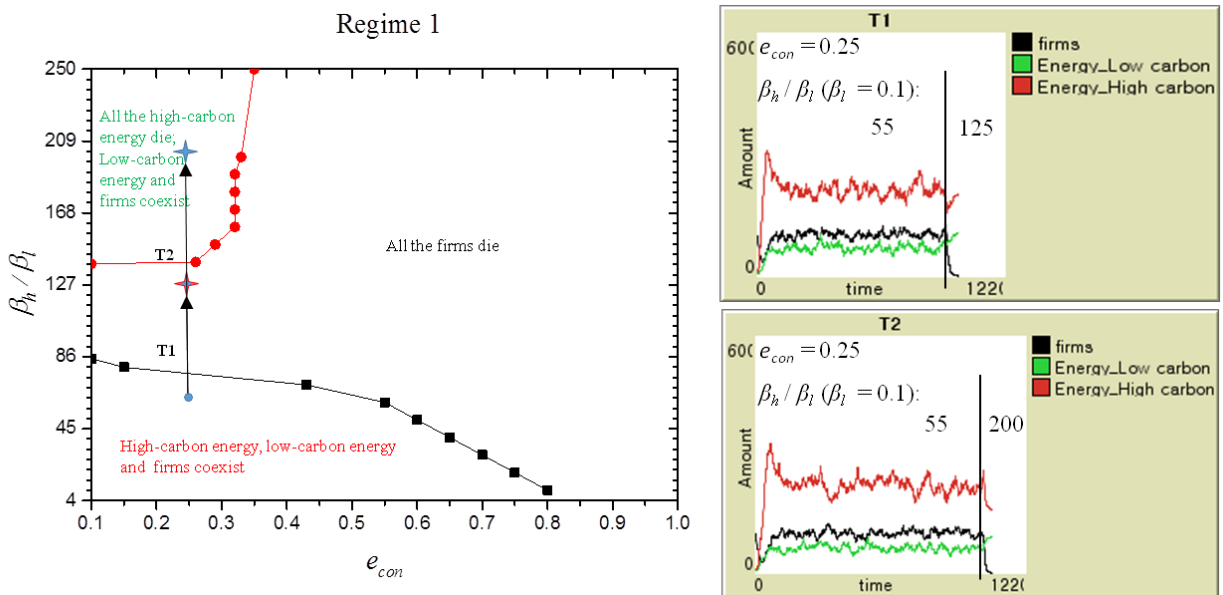 Regime 1
250
209
168
127
86
45
4
β_h / β_l
All the high-carbon
energy die;
Low-carbon
energy and
firms coexist
T2
T1
All the firms die
High-carbon energy, low-carbon energy
and firms coexist
0.1 0.2 0.3 0.4 0.5 0.6 0.7 0.8 0.9 1.0
e_con
T1
600
e_con = 0.25
β_h / β_l (β_l = 0.1):
55 125
Amount
0
0 time 1220
firms
Energy_Low carbon
Energy_High carbon
T2
600
e_con = 0.25
β_h / β_l (β_l = 0.1):
55 200
Amount
0
0 time 1220
firms
Energy_Low carbon
Energy_High carbon